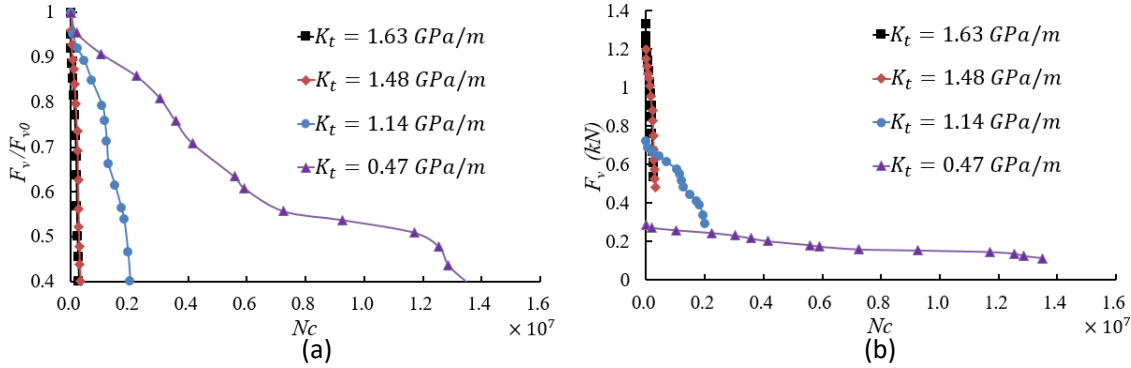 1
0.9
0.8
0.7
0.6
0.5
0.4
F_v/F_{v0}
K_t = 1.63 GPa/m
K_t = 1.48 GPa/m
K_t = 1.14 GPa/m
K_t = 0.47 GPa/m
0.0 0.2 0.4 0.6 0.8 1.0 1.2 1.4 1.6
Nc
× 10⁷
(a)
1.4
1.2
1
0.8
0.6
0.4
0.2
0
F_v (kN)
K_t = 1.63 GPa/m
K_t = 1.48 GPa/m
K_t = 1.14 GPa/m
K_t = 0.47 GPa/m
0.0 0.2 0.4 0.6 0.8 1.0 1.2 1.4 1.6
Nc
× 10⁷
(b)